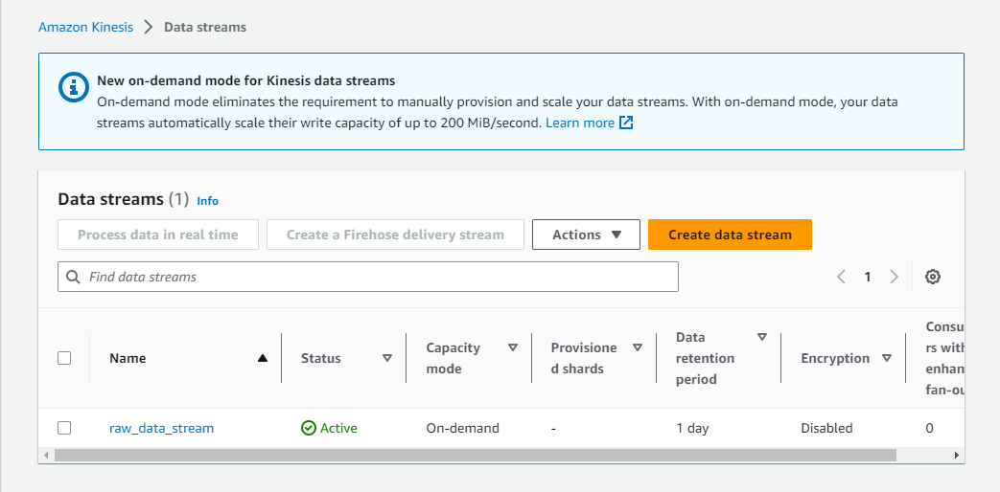 Amazon Kinesis > Data streams
New on-demand mode for Kinesis data streams
On-demand mode eliminates the requirement to manually provision and scale your data streams. With on-demand mode, your data
streams automatically scale their write capacity of up to 200 MiB/second. Learn more
Data streams (1) Info
Process data in real time Create a Firehose delivery stream Actions Create data stream
Find data streams 1
Name Status Capacity mode Provisione d shards Data retention period Encryption Consu rs with enhan fan-ou
raw_data_stream Active On-demand - 1 day Disabled 0